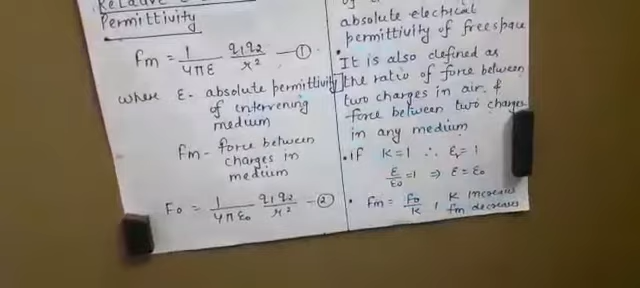 Permittivity
Fm = 1/4πε q1q2/r² —①
where ε- absolute permittivity
of intervening
medium
Fm - force between
charges in
medium
F0 = 1/4πε0 q1q2/r² —②
absolute electrical
permittivity of freespace
• It is also defined as
the ratio of force between
two charges in air &
force between two charges
in any medium
• if K=1 ∴ εr=1
ε/ε0 =1 ⇒ ε=ε0
• Fm = F0/K , K increases
fm decreases